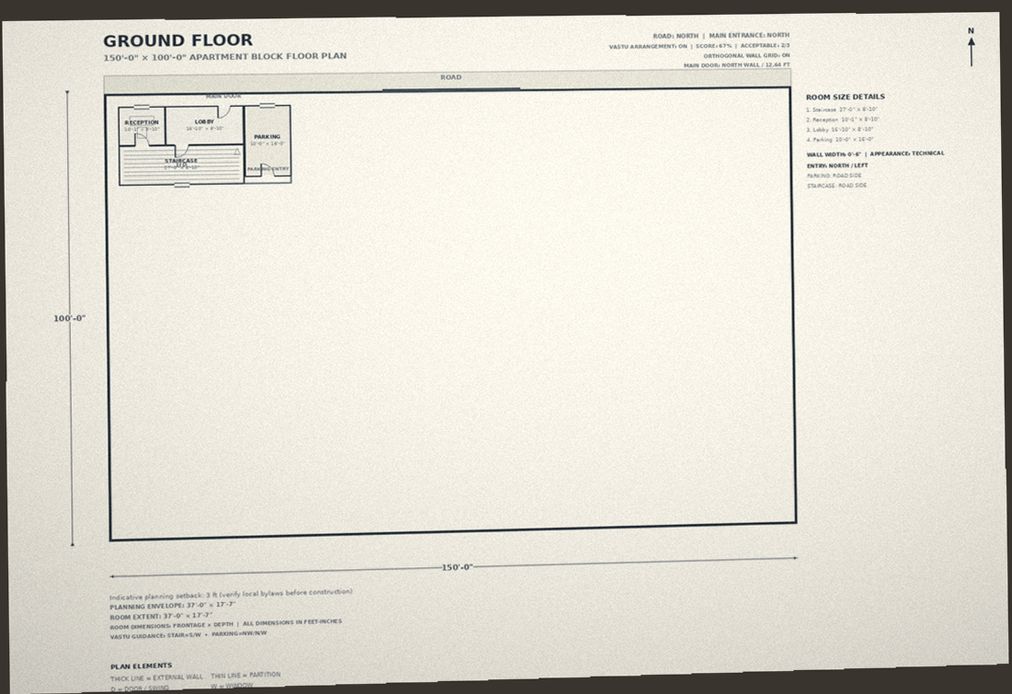 GROUND FLOOR
150'-0" × 100'-0" APARTMENT BLOCK FLOOR PLAN
ROAD: NORTH | MAIN ENTRANCE: NORTH
VASTU ARRANGEMENT: ON | SCORE: 67% | ACCEPTABLE: 2/3
ORTHOGONAL WALL GRID: ON
MAIN DOOR: NORTH WALL / 12.64 FT
N
ROAD
MAIN DOOR
RECEPTION
LOBBY
16'-10" × 8'-10"
PARKING
10'-0" × 16'-0"
STAIRCASE
PARKING ENTRY
ROOM SIZE DETAILS
1. Staircase 27'-0" × 8'-10"
2. Reception 10'-1" × 8'-10"
3. Lobby 16'-10" × 8'-10"
4. Parking 10'-0" × 16'-0"
WALL WIDTH: 0'-6" | APPEARANCE: TECHNICAL
ENTRY: NORTH / LEFT
PARKING: ROAD SIDE
STAIRCASE: ROAD SIDE
100'-0"
150'-0"
Indicative planning setback: 3 ft (verify local bylaws before construction)
PLANNING ENVELOPE: 37'-0" × 17'-7"
ROOM EXTENT: 37'-0" × 17'-7"
ROOM DIMENSIONS: FRONTAGE × DEPTH | ALL DIMENSIONS IN FEET-INCHES
VASTU GUIDANCE: STAIR=S/W • PARKING=NW/N/W
PLAN ELEMENTS
THICK LINE = EXTERNAL WALL THIN LINE = PARTITION
D = DOOR / SWING W = WINDOW